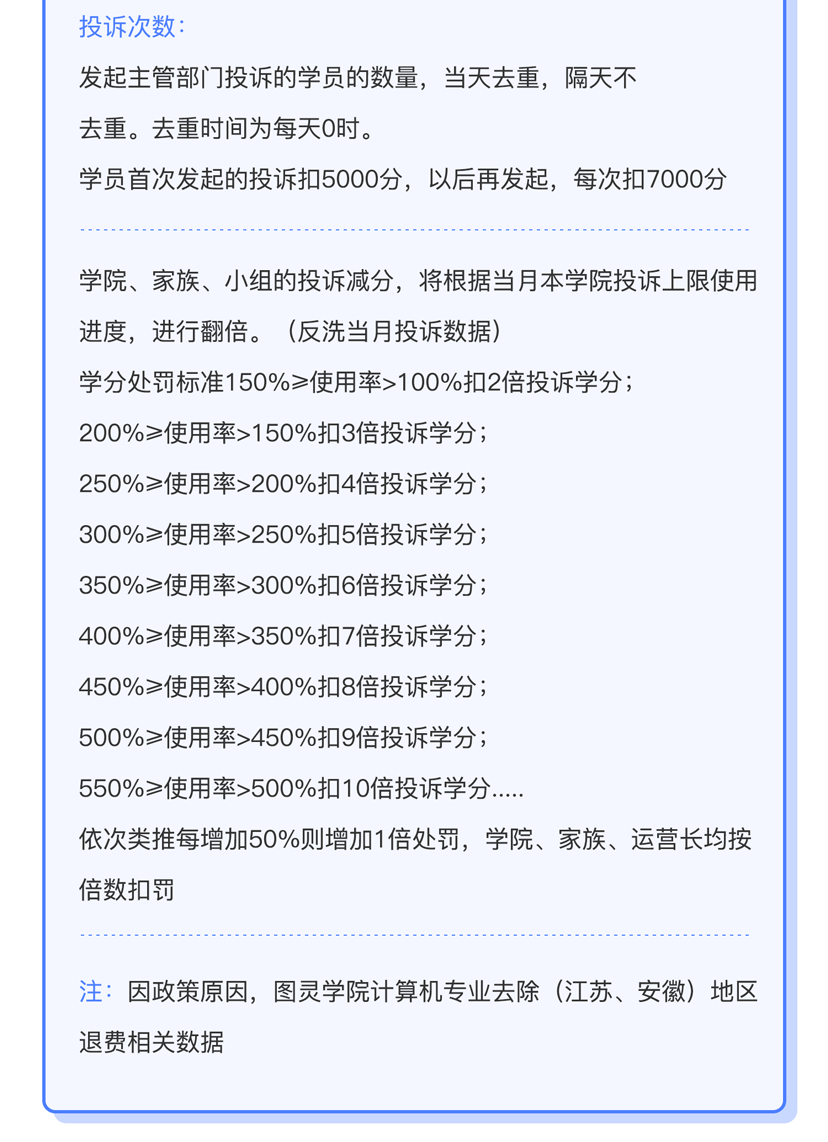 投诉次数：
发起主管部门投诉的学员的数量，当天去重，隔天不
去重。去重时间为每天0时。
学员首次发起的投诉扣5000分，以后再发起，每次扣7000分
学院、家族、小组的投诉减分，将根据当月本学院投诉上限使用
进度，进行翻倍。（反洗当月投诉数据）
学分处罚标准150%⩾使用率>100%扣2倍投诉学分；
200%⩾使用率>150%扣3倍投诉学分；
250%⩾使用率>200%扣4倍投诉学分；
300%⩾使用率>250%扣5倍投诉学分；
350%⩾使用率>300%扣6倍投诉学分；
400%⩾使用率>350%扣7倍投诉学分；
450%⩾使用率>400%扣8倍投诉学分；
500%⩾使用率>450%扣9倍投诉学分；
550%⩾使用率>500%扣10倍投诉学分.....
依次类推每增加50%则增加1倍处罚，学院、家族、运营长均按
倍数扣罚
注：因政策原因，图灵学院计算机专业去除（江苏、安徽）地区
退费相关数据